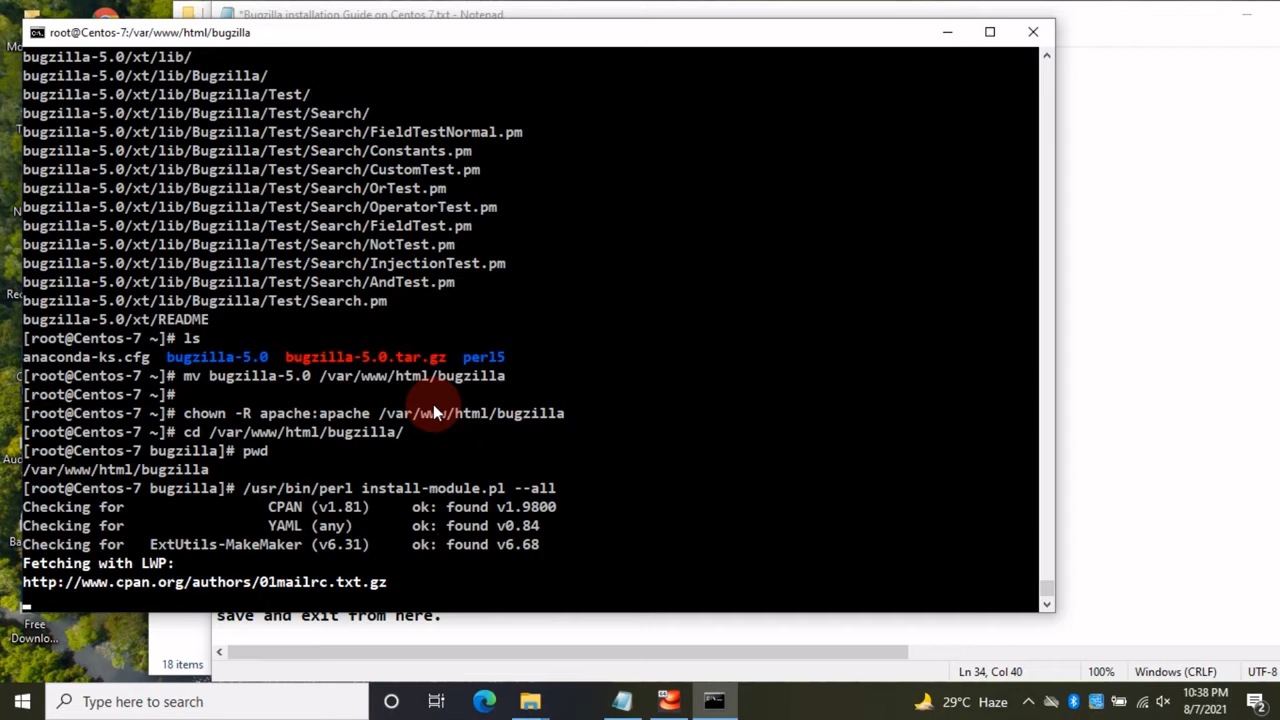 *Bugzilla installation Guide on Centos 7.txt - Notepad
root@Centos-7:/var/www/html/bugzilla
bugzilla-5.0/xt/lib/
bugzilla-5.0/xt/lib/Bugzilla/
bugzilla-5.0/xt/lib/Bugzilla/Test/
bugzilla-5.0/xt/lib/Bugzilla/Test/Search/
bugzilla-5.0/xt/lib/Bugzilla/Test/Search/FieldTestNormal.pm
bugzilla-5.0/xt/lib/Bugzilla/Test/Search/Constants.pm
bugzilla-5.0/xt/lib/Bugzilla/Test/Search/CustomTest.pm
bugzilla-5.0/xt/lib/Bugzilla/Test/Search/OrTest.pm
bugzilla-5.0/xt/lib/Bugzilla/Test/Search/OperatorTest.pm
bugzilla-5.0/xt/lib/Bugzilla/Test/Search/FieldTest.pm
bugzilla-5.0/xt/lib/Bugzilla/Test/Search/NotTest.pm
bugzilla-5.0/xt/lib/Bugzilla/Test/Search/InjectionTest.pm
bugzilla-5.0/xt/lib/Bugzilla/Test/Search/AndTest.pm
bugzilla-5.0/xt/lib/Bugzilla/Test/Search.pm
bugzilla-5.0/xt/README
[root@Centos-7 ~]# ls
anaconda-ks.cfg bugzilla-5.0 bugzilla-5.0.tar.gz perl5
[root@Centos-7 ~]# mv bugzilla-5.0 /var/www/html/bugzilla
[root@Centos-7 ~]#
[root@Centos-7 ~]# chown -R apache:apache /var/www/html/bugzilla
[root@Centos-7 ~]# cd /var/www/html/bugzilla/
[root@Centos-7 bugzilla]# pwd
/var/www/html/bugzilla
[root@Centos-7 bugzilla]# /usr/bin/perl install-module.pl --all
Checking for CPAN (v1.81) ok: found v1.9800
Checking for YAML (any) ok: found v0.84
Checking for ExtUtils-MakeMaker (v6.31) ok: found v6.68
Fetching with LWP:
http://www.cpan.org/authors/01mailrc.txt.gz
save and exit from here.
Free
Downlo...
18 items
Ln 34, Col 40
100%
Windows (CRLF)
UTF-8
Type here to search
29°C Haze
10:38 PM
8/7/2021
2